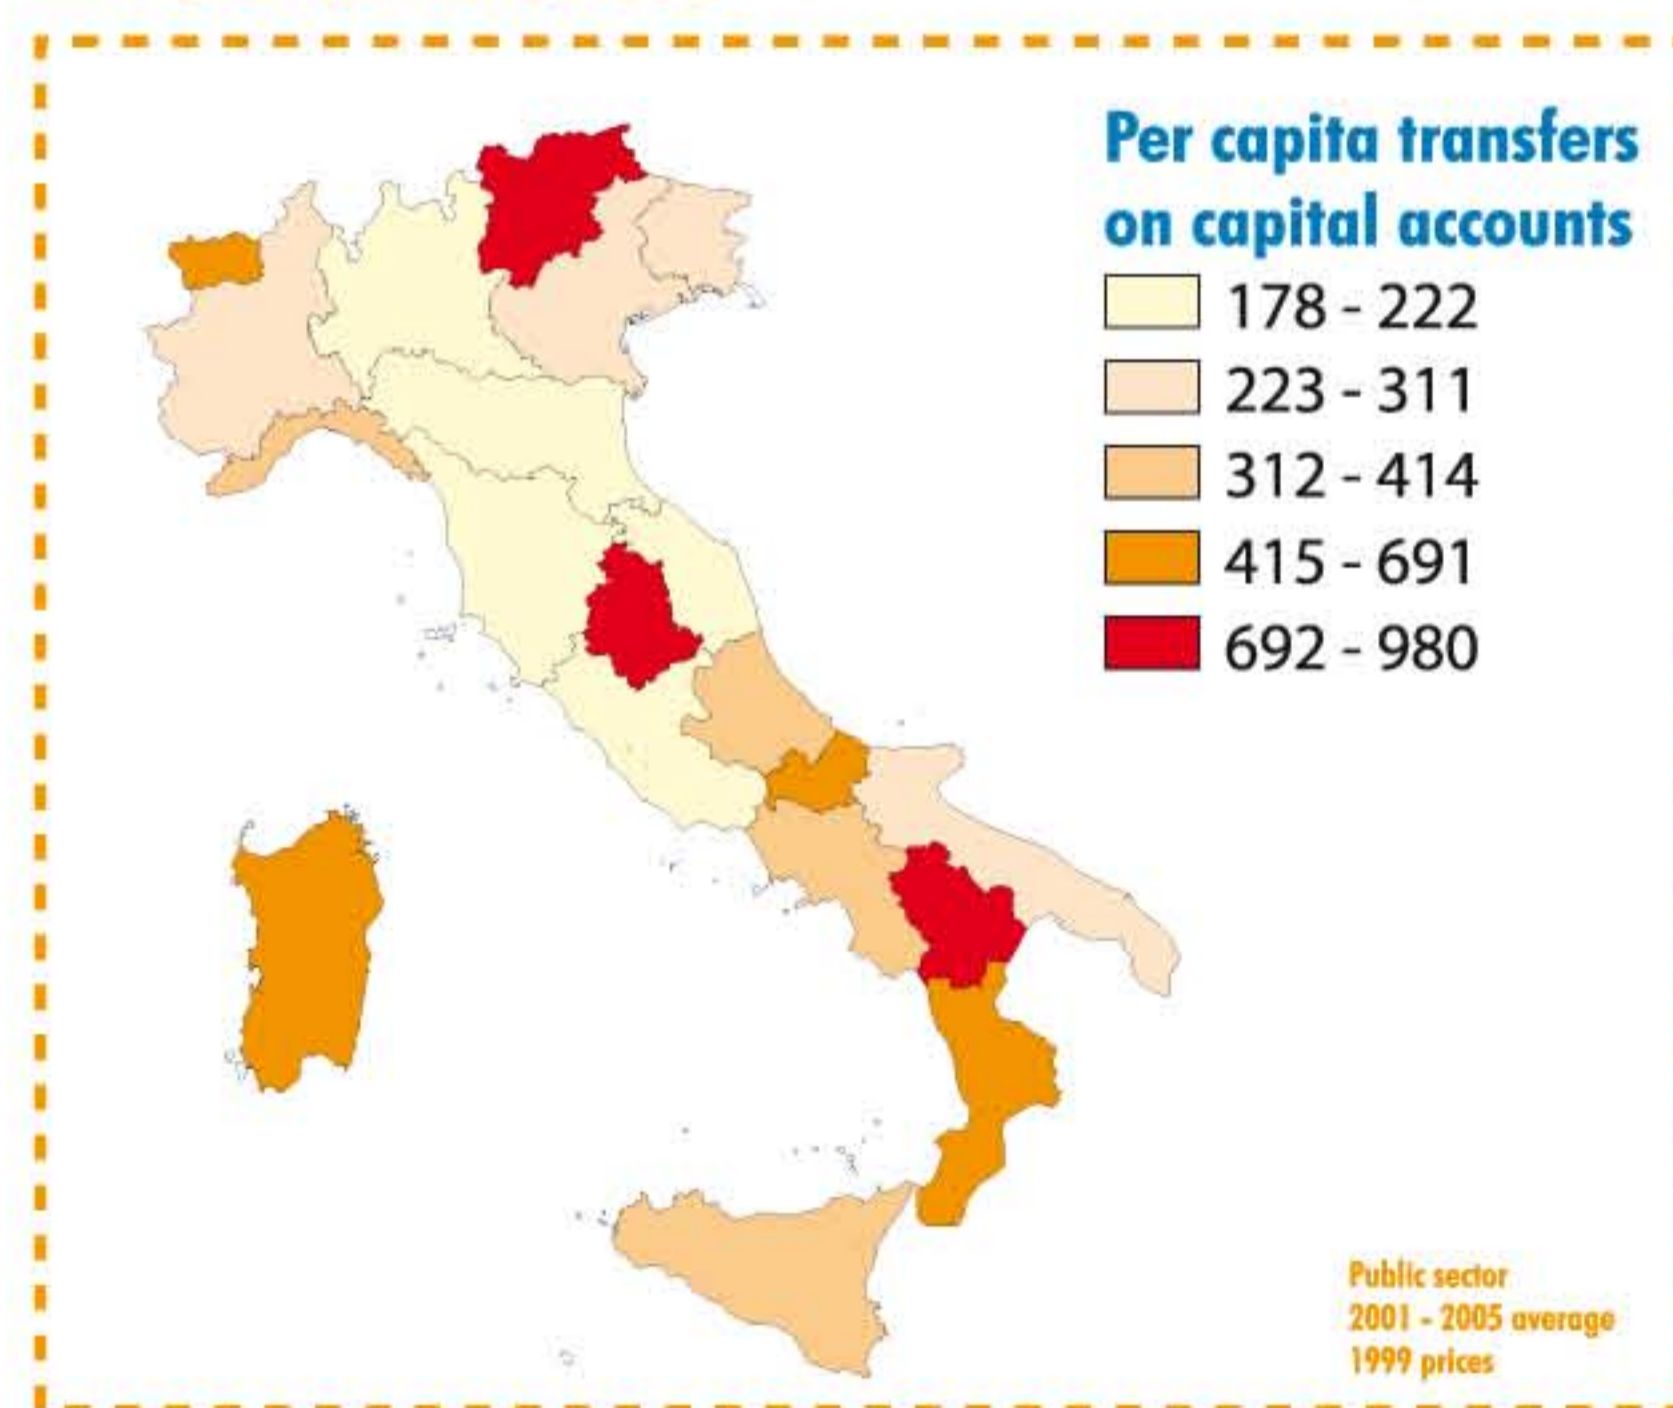 Per capita transfers
on capital accounts
178 - 222
223 - 311
312 - 414
415 - 691
692 - 980
Public sector
2001 - 2005 average
1999 prices